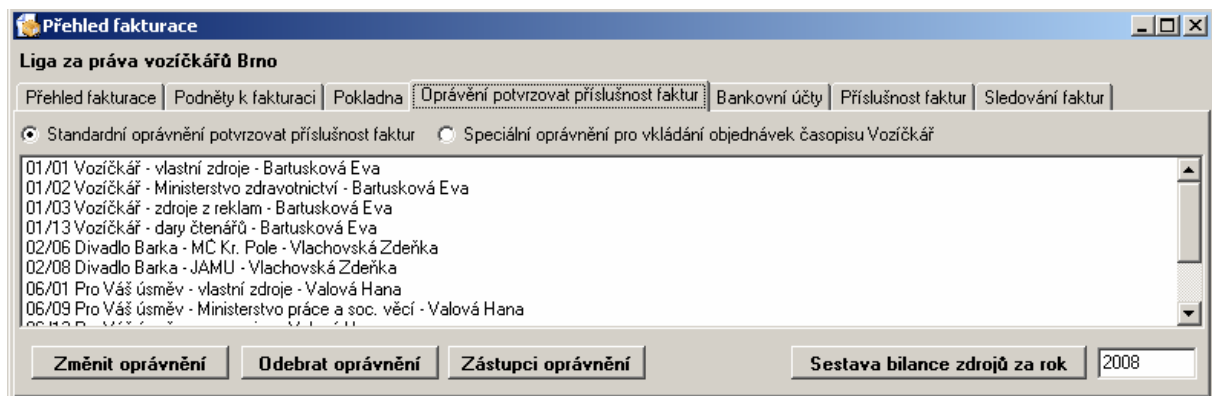 Přehled fakturace
Liga za práva vozíčkářů Brno
Přehled fakturace Podněty k fakturaci Pokladna Oprávění potvrzovat příslušnost faktur Bankovní účty Příslušnost faktur Sledování faktur
Standardní oprávnění potvrzovat příslušnost faktur Speciální oprávnění pro vkládání objednávek časopisu Vozíčkář
01/01 Vozíčkář - vlastní zdroje - Bartusková Eva
01/02 Vozíčkář - Ministerstvo zdravotnictví - Bartusková Eva
01/03 Vozíčkář - zdroje z reklam - Bartusková Eva
01/13 Vozíčkář - dary čtenářů - Bartusková Eva
02/06 Divadlo Barka - MČ Kr. Pole - Vlachovská Zdeňka
02/08 Divadlo Barka - JAMU - Vlachovská Zdeňka
06/01 Pro Váš úsměv - vlastní zdroje - Valová Hana
06/09 Pro Váš úsměv - Ministerstvo práce a soc. věcí - Valová Hana
Změnit oprávnění Odebrat oprávnění Zástupci oprávnění Sestava bilance zdrojů za rok 2008